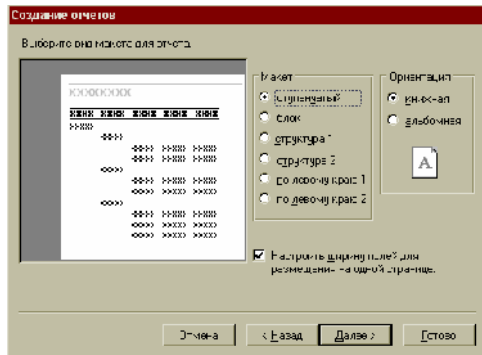 Создание отчетов
Выберите вид макета для отчета.
Макет
ступенчатый
блок
структура 1
структура 2
по левому краю 1
по левому краю 2
Ориентация
книжная
альбомная
A
Настроить ширину полей для
размещения на одной странице.
Отмена
< Назад
Далее >
Готово